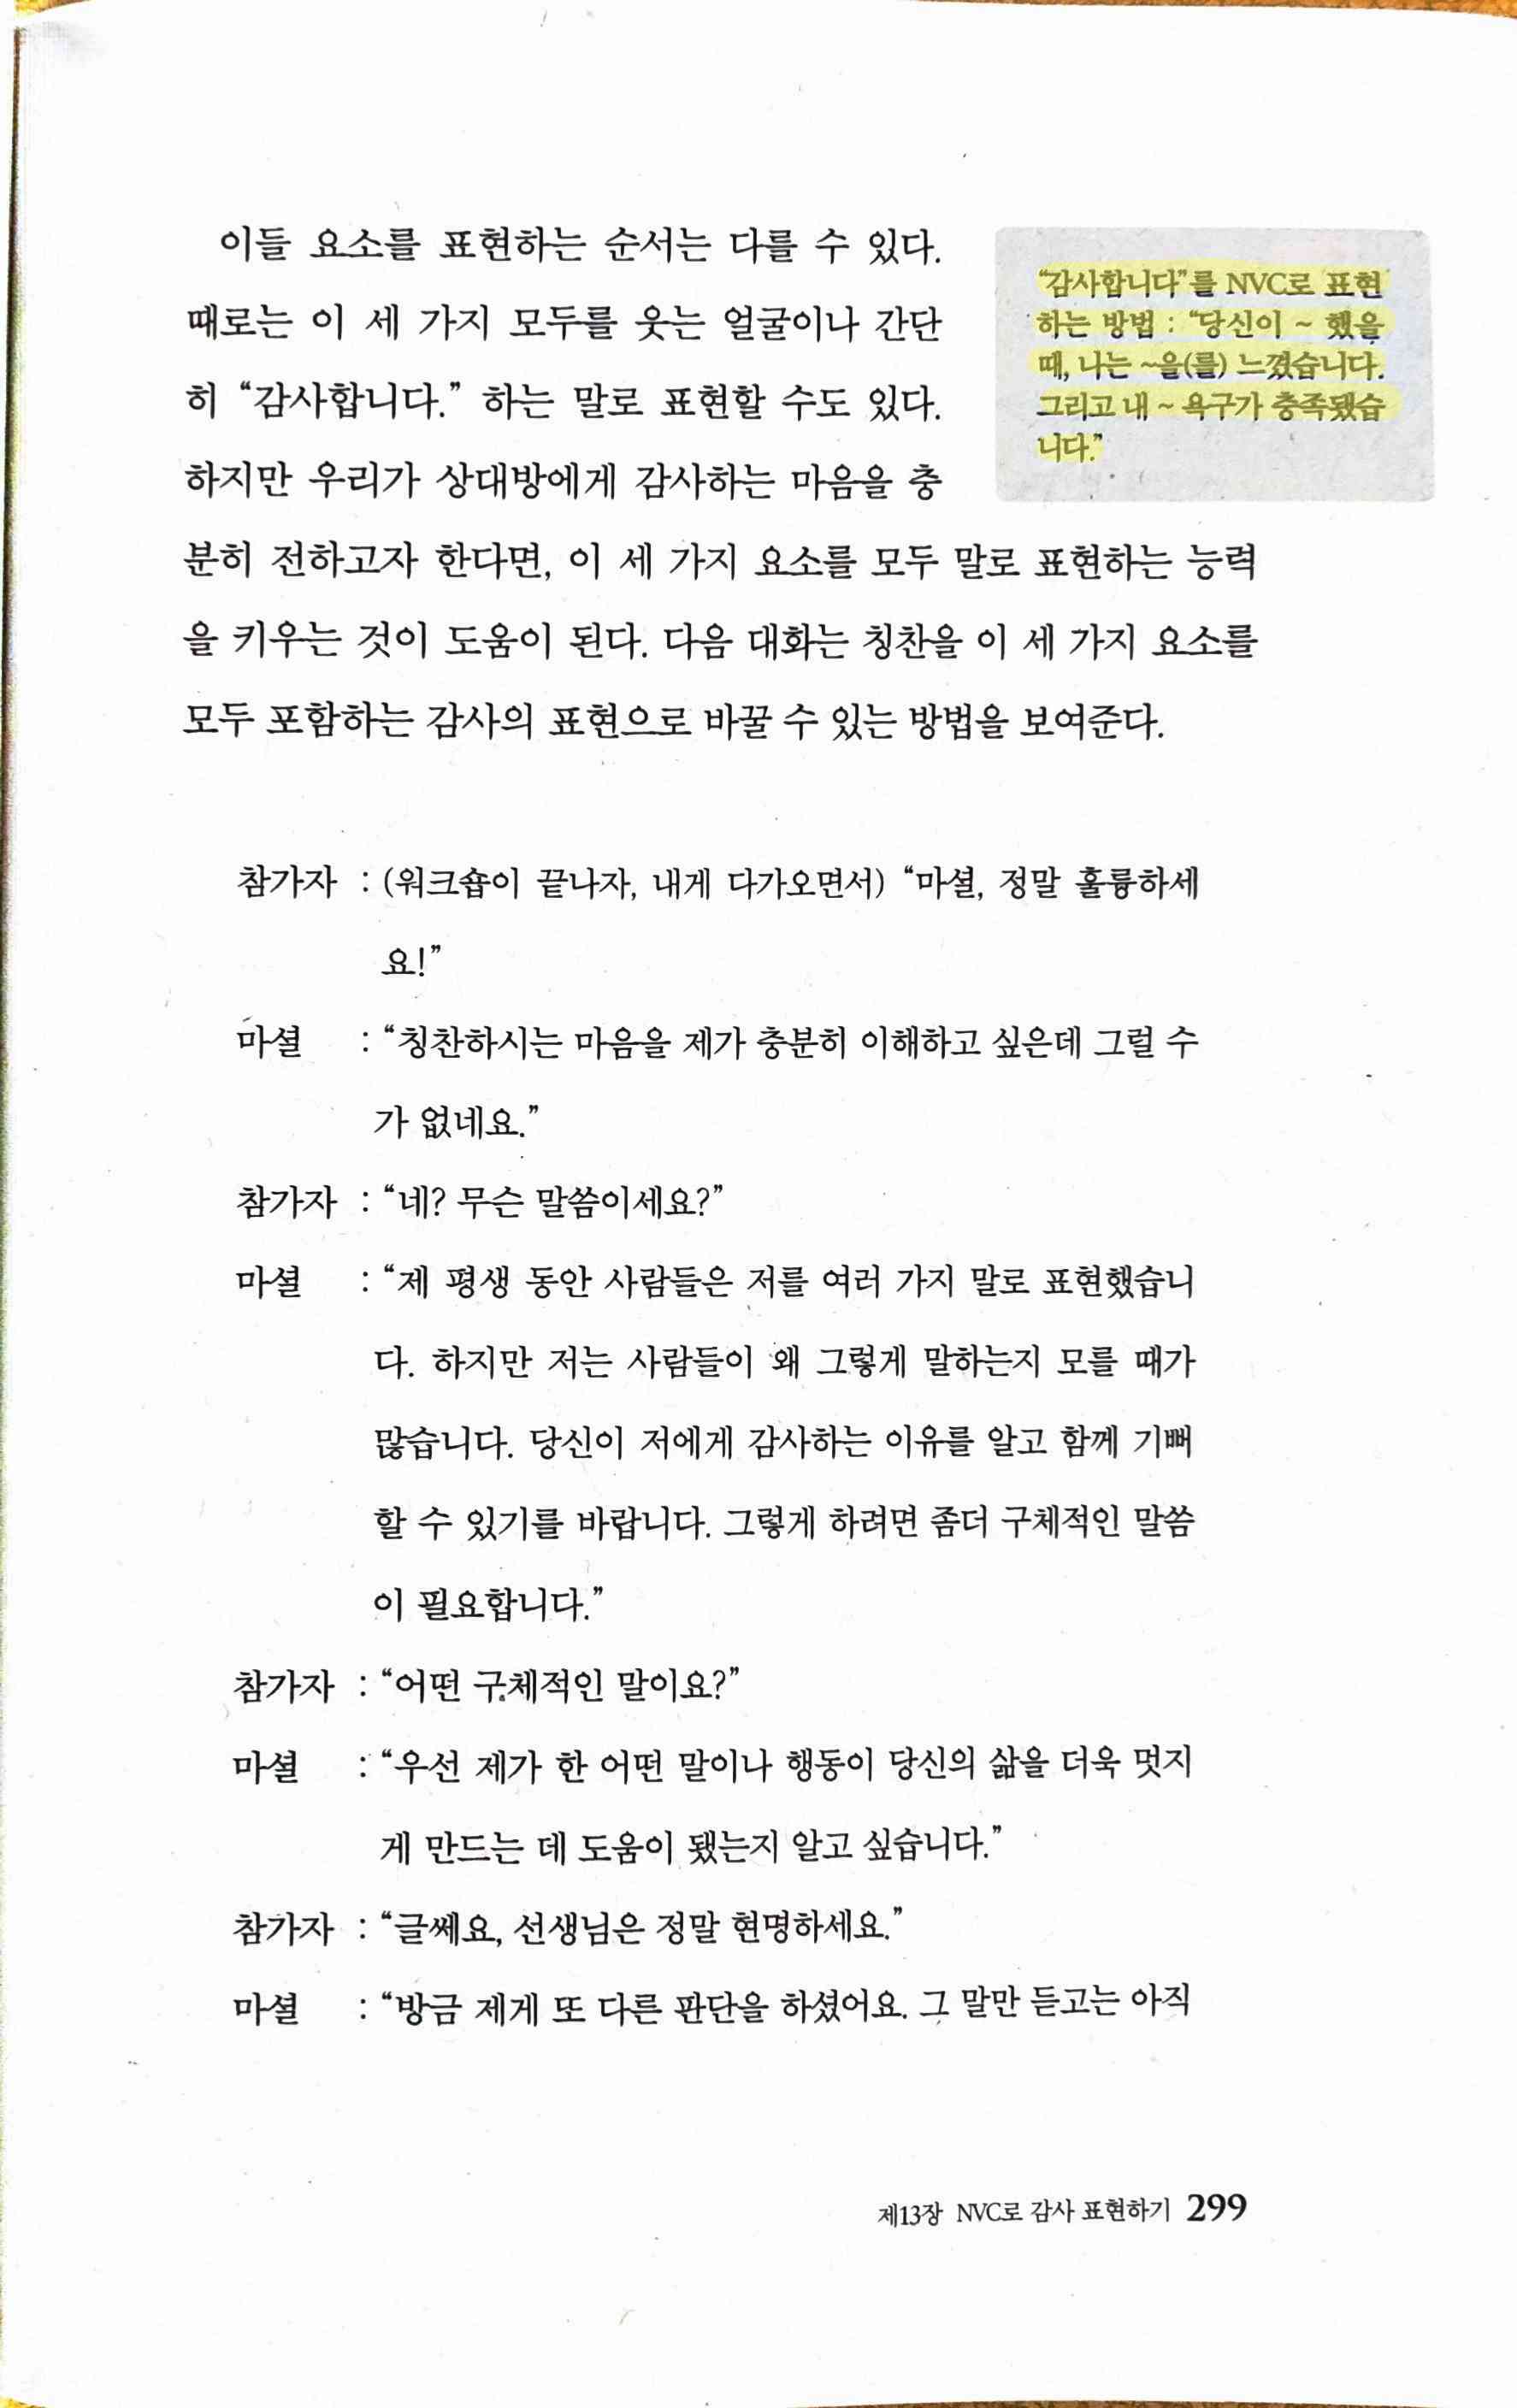 이들 요소를 표현하는 순서는 다를 수 있다.
때로는 이 세 가지 모두를 웃는 얼굴이나 간단
히 “감사합니다.” 하는 말로 표현할 수도 있다.
하지만 우리가 상대방에게 감사하는 마음을 충
분히 전하고자 한다면, 이 세 가지 요소를 모두 말로 표현하는 능력
을 키우는 것이 도움이 된다. 다음 대화는 칭찬을 이 세 가지 요소를
모두 포함하는 감사의 표현으로 바꿀 수 있는 방법을 보여준다.
“감사합니다”를 NVC로 표현
하는 방법 : “당신이 ~ 했을
때, 나는 ~을(를) 느꼈습니다.
그리고 내 ~ 욕구가 충족됐습
니다.”
참가자 : (워크숍이 끝나자, 내게 다가오면서) “마셜, 정말 훌륭하세
요!”
마셜 : “칭찬하시는 마음을 제가 충분히 이해하고 싶은데 그럴 수
가 없네요.”
참가자 : “네? 무슨 말씀이세요?”
마셜 : “제 평생 동안 사람들은 저를 여러 가지 말로 표현했습니
다. 하지만 저는 사람들이 왜 그렇게 말하는지 모를 때가
많습니다. 당신이 저에게 감사하는 이유를 알고 함께 기뻐
할 수 있기를 바랍니다. 그렇게 하려면 좀더 구체적인 말씀
이 필요합니다.”
참가자 : “어떤 구체적인 말이요?”
마셜 : “우선 제가 한 어떤 말이나 행동이 당신의 삶을 더욱 멋지
게 만드는 데 도움이 됐는지 알고 싶습니다.”
참가자 : “글쎄요, 선생님은 정말 현명하세요.”
마셜 : “방금 제게 또 다른 판단을 하셨어요. 그 말만 듣고는 아직
제13장 NVC로 감사 표현하기 299